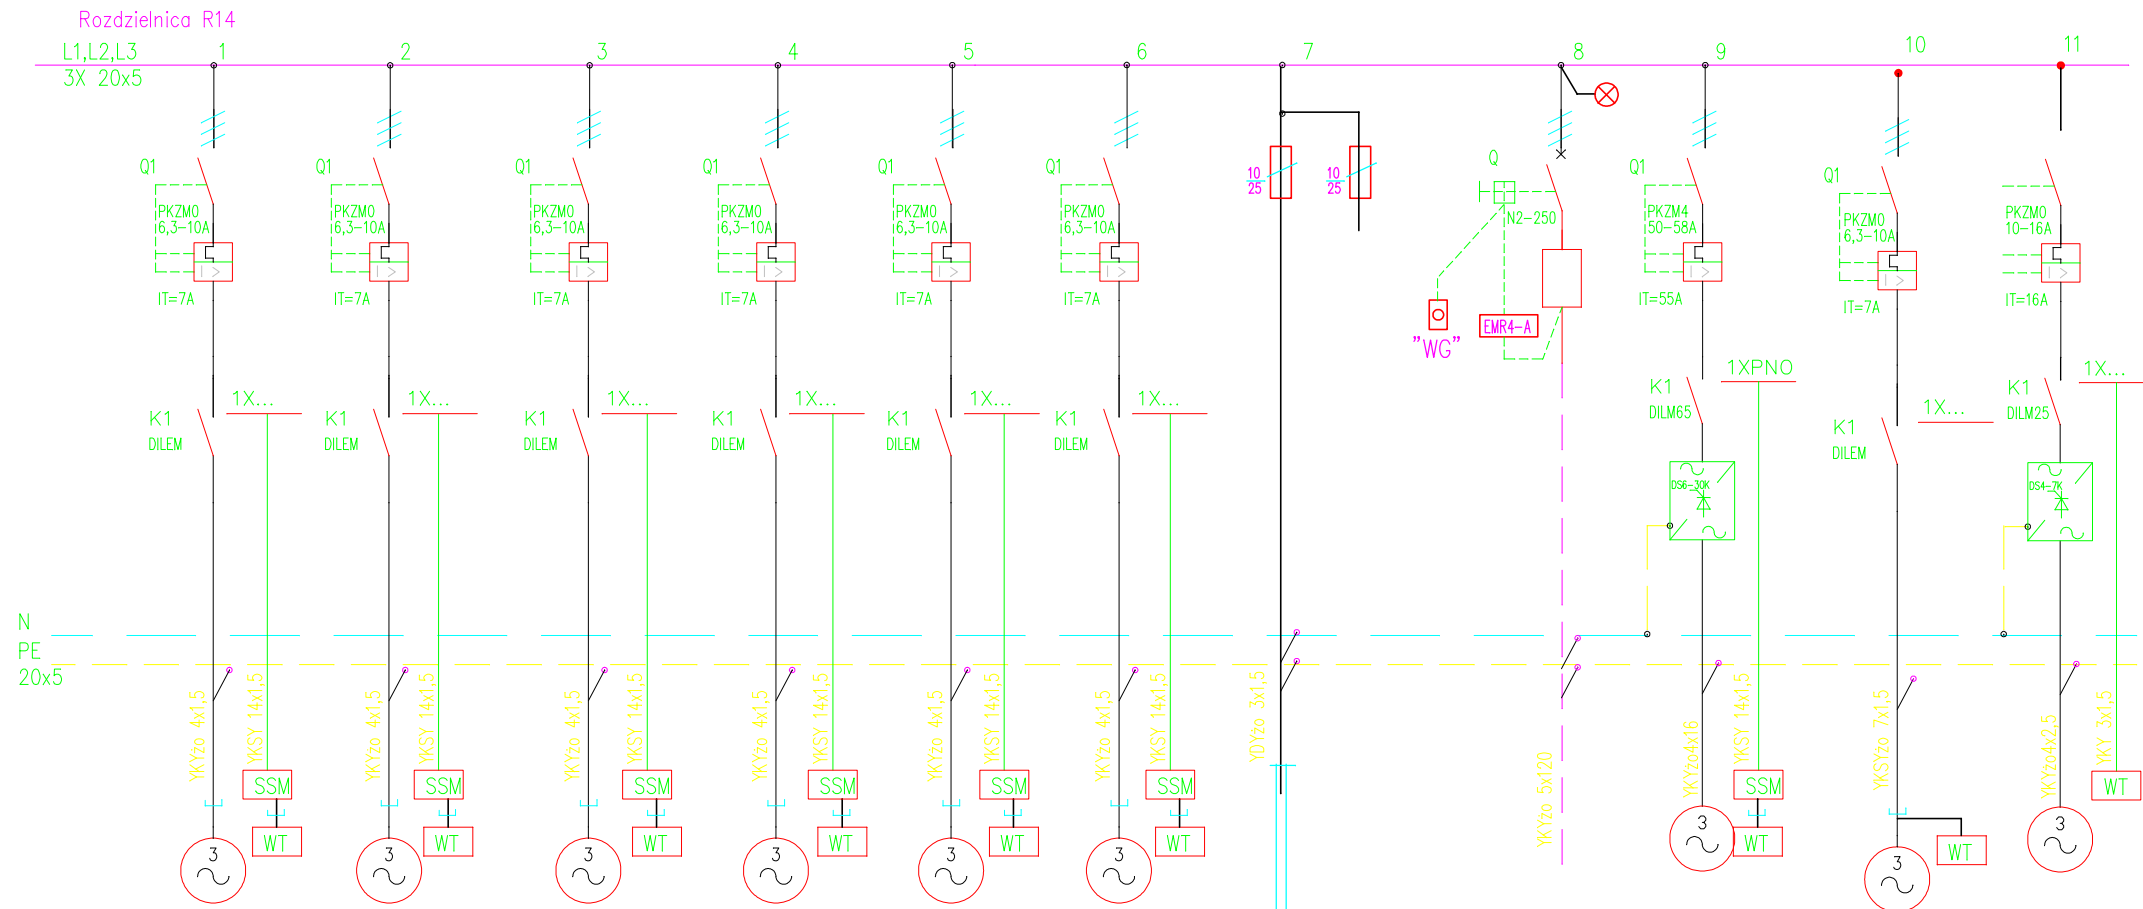 Rozdzielnica R14
L1,L2,L3
3X 20x5
1 2 3 4 5 6 7 8 9 10 11
Q1 Q1 Q1 Q1 Q1 Q1 Q Q1 Q1
PKZM0
6,3-10A
IT=7A
PKZM0
6,3-10A
IT=7A
PKZM0
6,3-10A
IT=7A
PKZM0
6,3-10A
IT=7A
PKZM0
6,3-10A
IT=7A
PKZM0
6,3-10A
IT=7A
10
25
10
25
N2-250
EMR4-A
"WG"
PKZM4
50-58A
IT=55A
PKZM0
6,3-10A
IT=7A
PKZM0
10-16A
IT=16A
I> I> I> I> I> I> I> I> I>
K1
DILEM
1X...
K1
DILEM
1X...
K1
DILEM
1X...
K1
DILEM
1X...
K1
DILEM
1X...
K1
DILEM
1X...
K1
DILM65
1XPNO
K1
DILEM
1X...
K1
DILM25
1X...
DS6-30K
DS4-7K
N
PE
20x5
YKYżo 4x1,5
YKSY 14x1,5
YKYżo 4x1,5
YKSY 14x1,5
YKYżo 4x1,5
YKSY 14x1,5
YKYżo 4x1,5
YKSY 14x1,5
YKYżo 4x1,5
YKSY 14x1,5
YKYżo 4x1,5
YKSY 14x1,5
YDYżo 3x1,5
YKYżo 5x120
YKYżo4x16
YKSY 14x1,5
YKSYżo 7x1,5
YKYżo4x2,5
YKY 3x1,5
SSM SSM SSM SSM SSM SSM SSM WT
WT WT WT WT WT WT WT WT
3 3 3 3 3 3 3 3 3